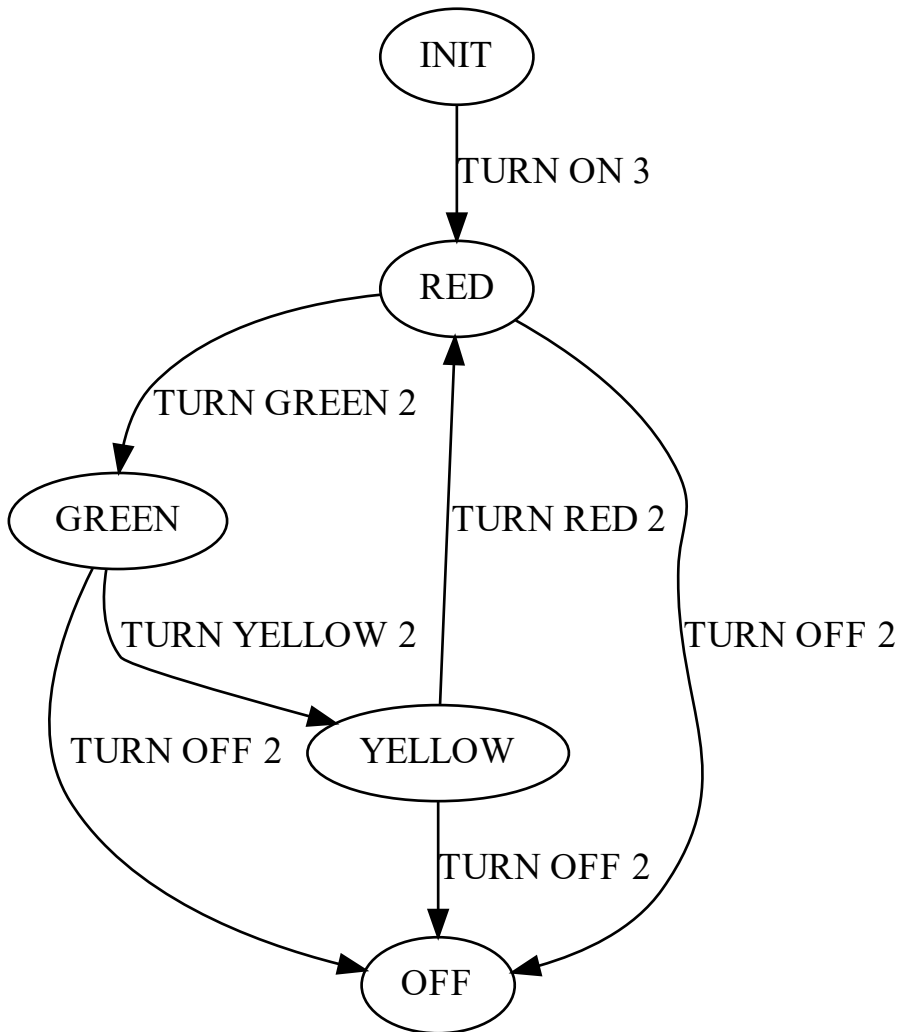 INIT
TURN ON 3
RED
TURN GREEN 2
GREEN
TURN RED 2
TURN YELLOW 2
TURN OFF 2
TURN OFF 2
YELLOW
TURN OFF 2
OFF